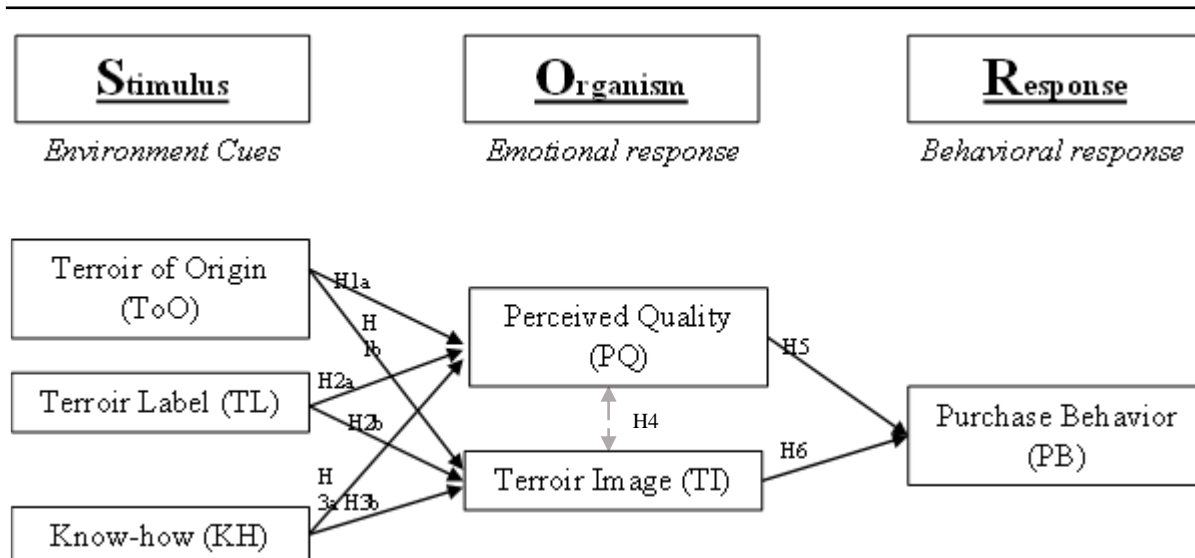 Stimulus
Organism
Response
Environment Cues
Emotional response
Behavioral response
Terroir of Origin
(ToO)
H1a
H
1b
Perceived Quality
(PQ)
H5
H2a
Terroir Label (TL)
H2b
H4
Purchase Behavior
(PB)
H
3a
H3b
Terroir Image (TI)
H6
Know-how (KH)